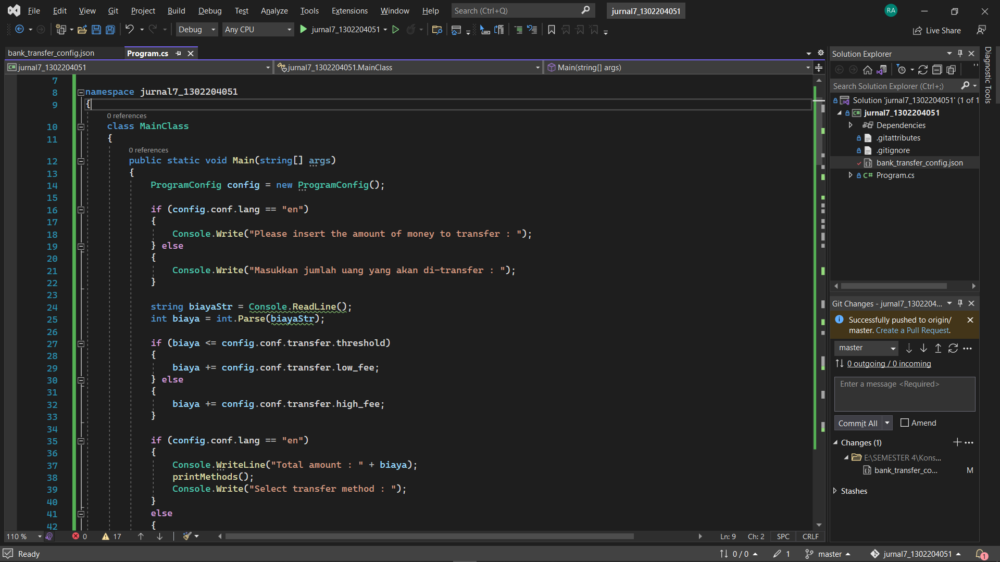 File Edit View Git Project Build Debug Test Analyze Tools Extensions Window Help Search (Ctrl+Q) jurnal7_1302204051 RA
Debug Any CPU jurnal7_1302204051 Live Share
bank_transfer_config.json Program.cs
jurnal7_1302204051 jurnal7_1302204051.MainClass Main(string[] args)
7
8 namespace jurnal7_1302204051
9 {
0 references
10 class MainClass
11 {
0 references
12 public static void Main(string[] args)
13 {
14 ProgramConfig config = new ProgramConfig();
15
16 if (config.conf.lang == "en")
17 {
18 Console.Write("Please insert the amount of money to transfer : ");
19 } else
20 {
21 Console.Write("Masukkan jumlah uang yang akan di-transfer : ");
22 }
23
24 string biayaStr = Console.ReadLine();
25 int biaya = int.Parse(biayaStr);
26
27 if (biaya <= config.conf.transfer.threshold)
28 {
29 biaya += config.conf.transfer.low_fee;
30 } else
31 {
32 biaya += config.conf.transfer.high_fee;
33 }
34
35 if (config.conf.lang == "en")
36 {
37 Console.WriteLine("Total amount : " + biaya);
38 printMethods();
39 Console.Write("Select transfer method : ");
40 }
41 else
42 {
110 % 0 17 Ln: 9 Ch: 2 SPC CRLF
Solution Explorer
Search Solution Explorer (Ctrl+;)
Solution 'jurnal7_1302204051' (1 of 1
jurnal7_1302204051
Dependencies
.gitattributes
.gitignore
bank_transfer_config.json
C# Program.cs
Diagnostic Tools
Git Changes - jurnal7_1302204...
Successfully pushed to origin/
master. Create a Pull Request.
master
0 outgoing / 0 incoming
Enter a message <Required>
Commit All Amend
Changes (1)
E:\SEMESTER 4\Kons...
bank_transfer_co... M
Stashes
Ready 0 / 0 1 master jurnal7_1302204051 1